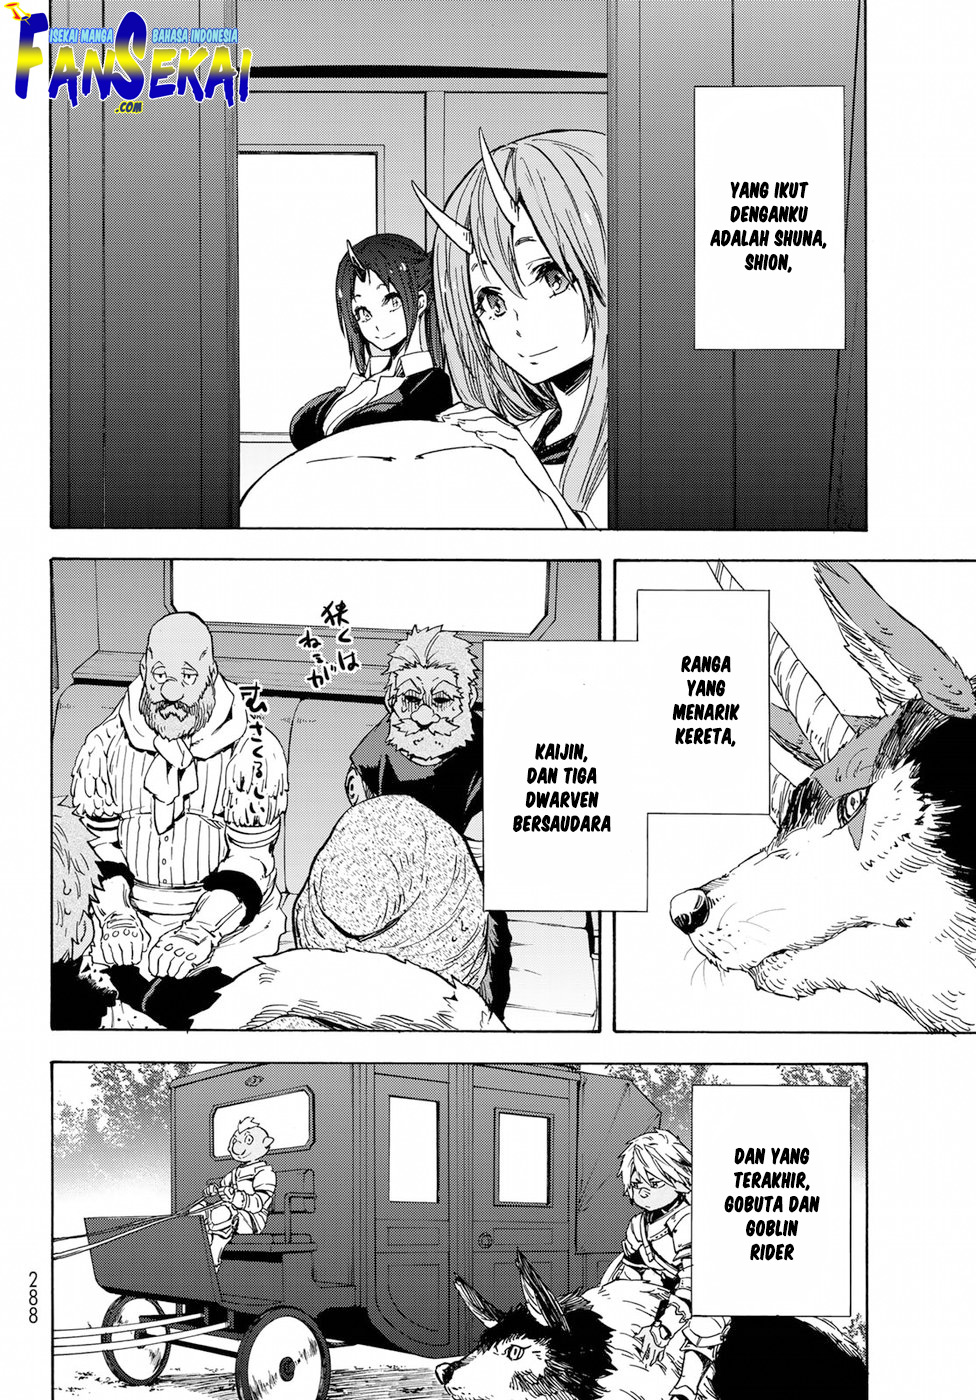 ISEKAI MANGA BAHASA INDONESIA
FANSEKAI
.COM
YANG IKUT
DENGANKU
ADALAH SHUNA,
SHION,
RANGA
YANG
MENARIK
KERETA,
狭くは
ねぇが
むさくるしい
KAIJIN,
DAN TIGA
DWARVEN
BERSAUDARA
DAN YANG
TERAKHIR,
GOBUTA DAN
GOBLIN
RIDER
288